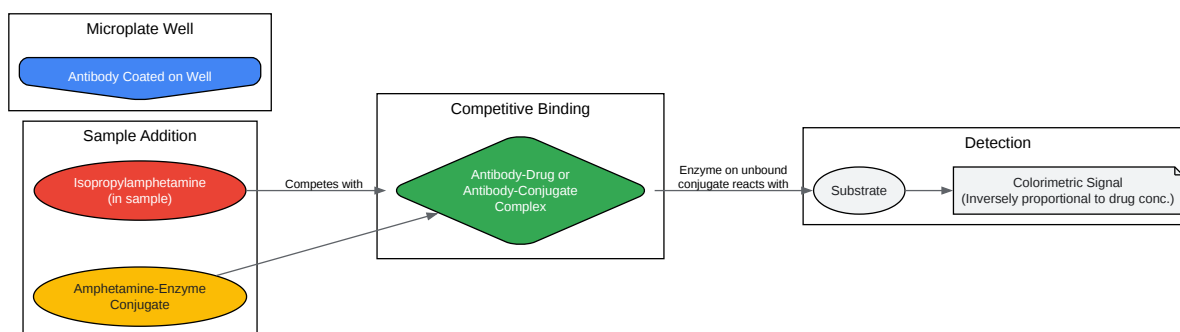 Microplate Well
Antibody Coated on Well
Sample Addition
Isopropylamphetamine
(in sample)
Competes with
Amphetamine-Enzyme
Conjugate
Competitive Binding
Antibody-Drug or
Antibody-Conjugate
Complex
Enzyme on unbound
conjugate reacts with
Detection
Substrate
Colorimetric Signal
(Inversely proportional to drug conc.)